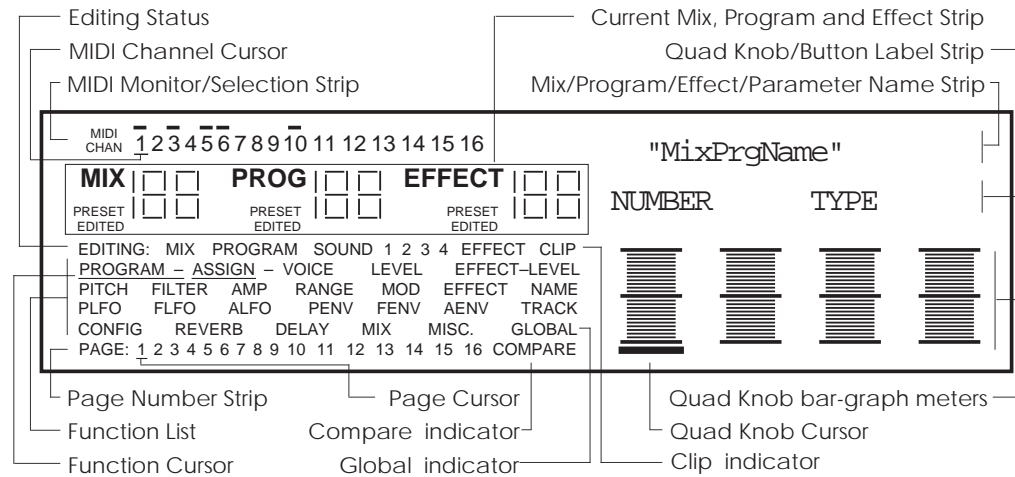 Editing Status
Current Mix, Program and Effect Strip
MIDI Channel Cursor
Quad Knob/Button Label Strip
MIDI Monitor/Selection Strip
Mix/Program/Effect/Parameter Name Strip
MIDI CHAN 1 2 3 4 5 6 7 8 9 10 11 12 13 14 15 16
"MixPrgName"
MIX PROG EFFECT
NUMBER TYPE
PRESET PRESET PRESET
EDITED EDITED EDITED
EDITING: MIX PROGRAM SOUND 1 2 3 4 EFFECT CLIP
PROGRAM – ASSIGN – VOICE LEVEL EFFECT–LEVEL
PITCH FILTER AMP RANGE MOD EFFECT NAME
PLFO FLFO ALFO PENV FENV AENV TRACK
CONFIG REVERB DELAY MIX MISC. GLOBAL
PAGE: 1 2 3 4 5 6 7 8 9 10 11 12 13 14 15 16 COMPARE
Page Number Strip
Page Cursor
Quad Knob bar-graph meters
Function List
Compare indicator
Quad Knob Cursor
Function Cursor
Global indicator
Clip indicator